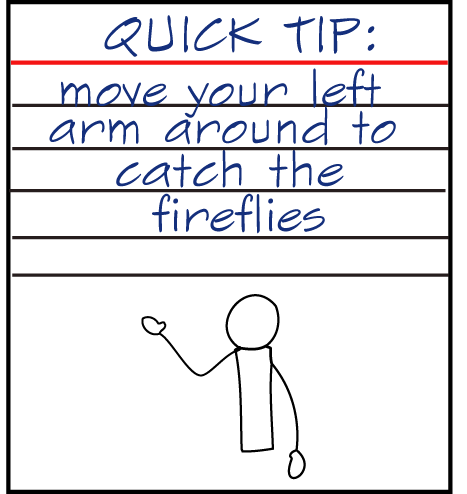 QUICK TIP:
move your left
arm around to
catch the
fireflies